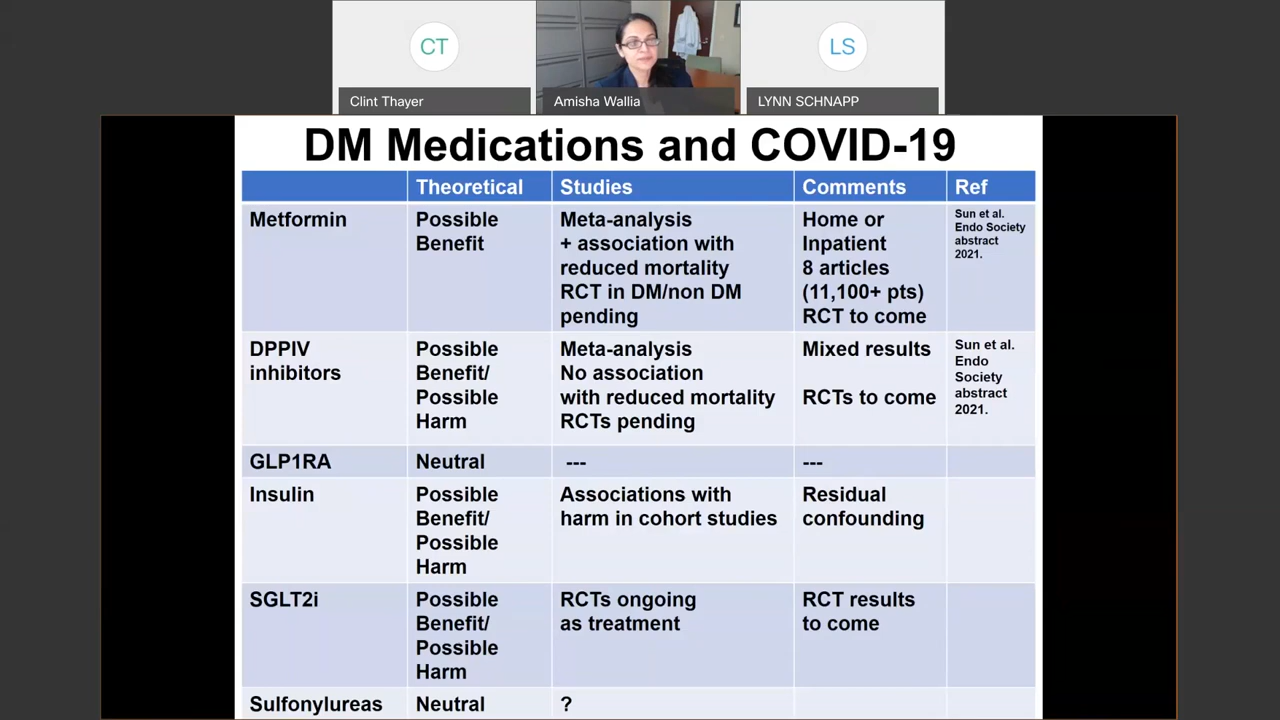 CT
LS
Clint Thayer
Amisha Wallia
LYNN SCHNAPP
DM Medications and COVID-19
Theoretical
Studies
Comments
Ref
Metformin
Possible
Benefit
Meta-analysis
+ association with
reduced mortality
RCT in DM/non DM
pending
Home or
Inpatient
8 articles
(11,100+ pts)
RCT to come
Sun et al.
Endo Society
abstract
2021.
DPPIV
inhibitors
Possible
Benefit/
Possible
Harm
Meta-analysis
No association
with reduced mortality
RCTs pending
Mixed results
RCTs to come
Sun et al.
Endo
Society
abstract
2021.
GLP1RA
Neutral
---
---
Insulin
Possible
Benefit/
Possible
Harm
Associations with
harm in cohort studies
Residual
confounding
SGLT2i
Possible
Benefit/
Possible
Harm
RCTs ongoing
as treatment
RCT results
to come
Sulfonylureas
Neutral
?